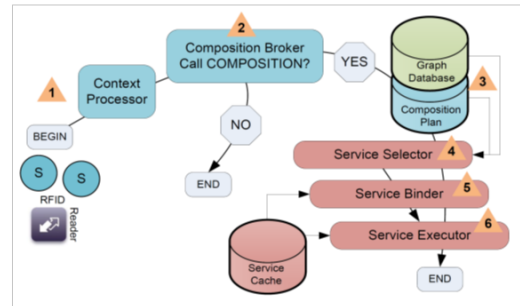 2
Composition Broker
Call COMPOSITION?
YES
Graph
Database
3
Composition
Plan
1
Context
Processor
BEGIN
NO
END
S
S
RFID
Reader
Service Selector
4
Service Binder
5
Service Executor
6
Service
Cache
END